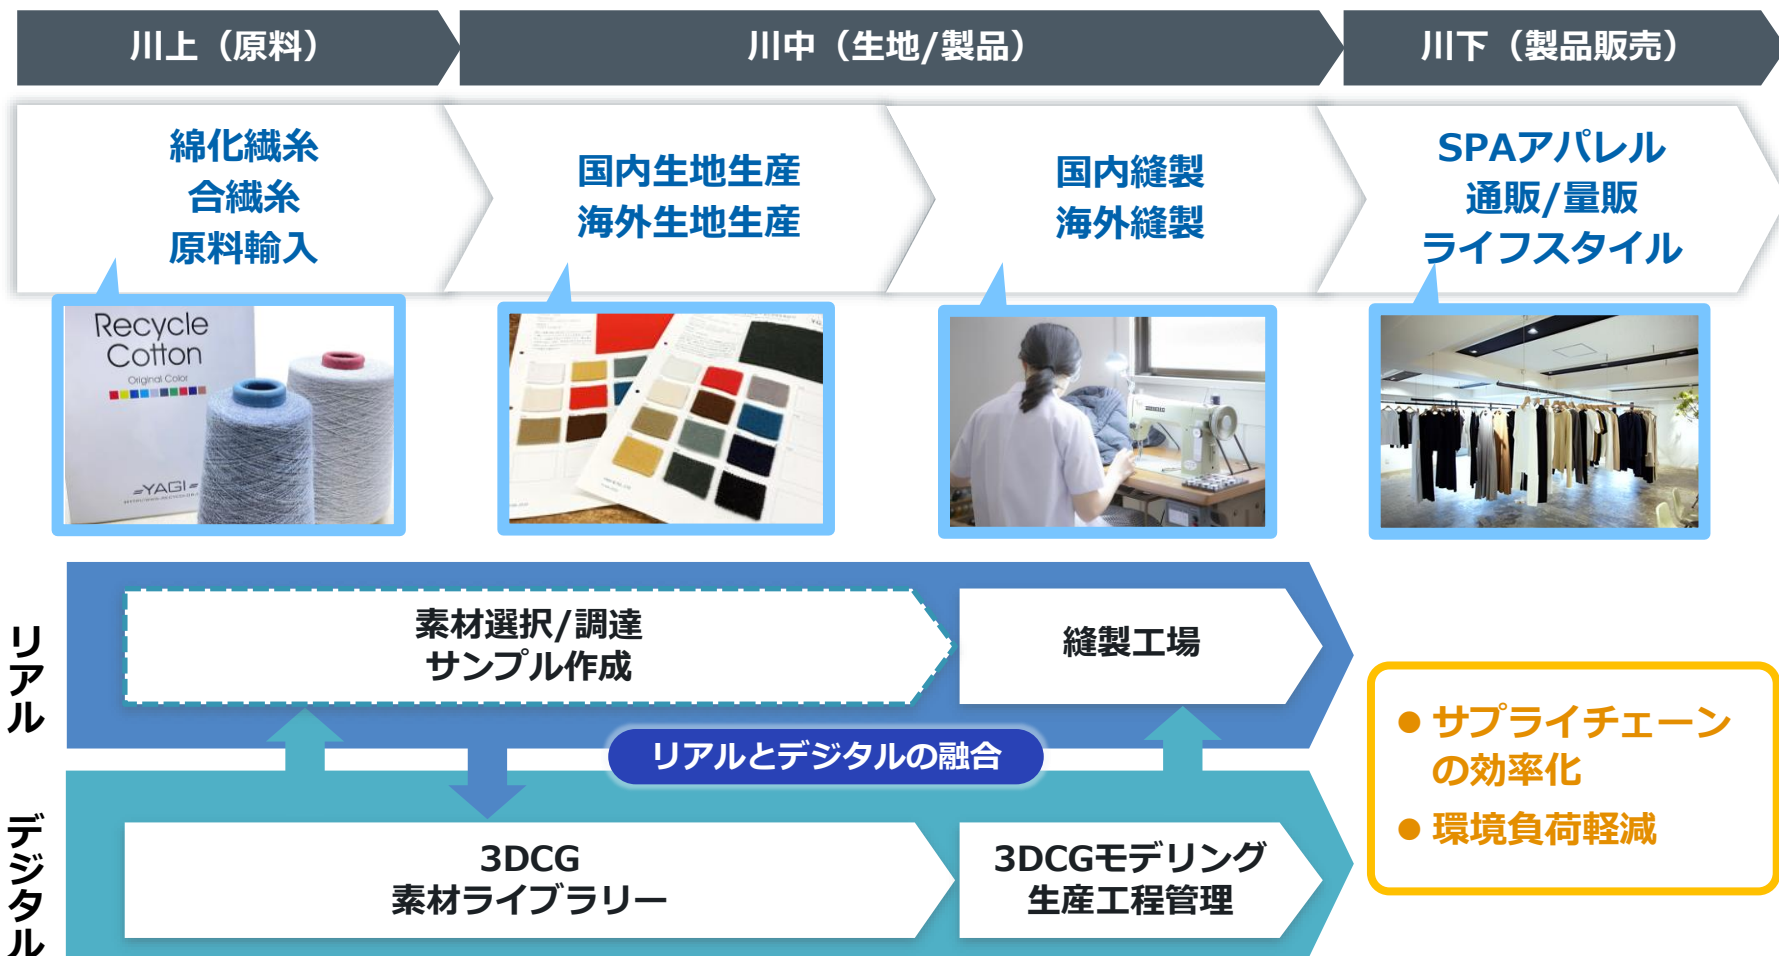 川上（原料）
川中（生地/製品）
川下（製品販売）
綿化繊糸
合繊糸
原料輸入
国内生地生産
海外生地生産
国内縫製
海外縫製
SPAアパレル
通販/量販
ライフスタイル
Recycle
Cotton
Original Color
YAGI
リアル
素材選択/調達
サンプル作成
縫製工場
リアルとデジタルの融合
デジタル
3DCG
素材ライブラリー
3DCGモデリング
生産工程管理
● サプライチェーン
の効率化
● 環境負荷軽減